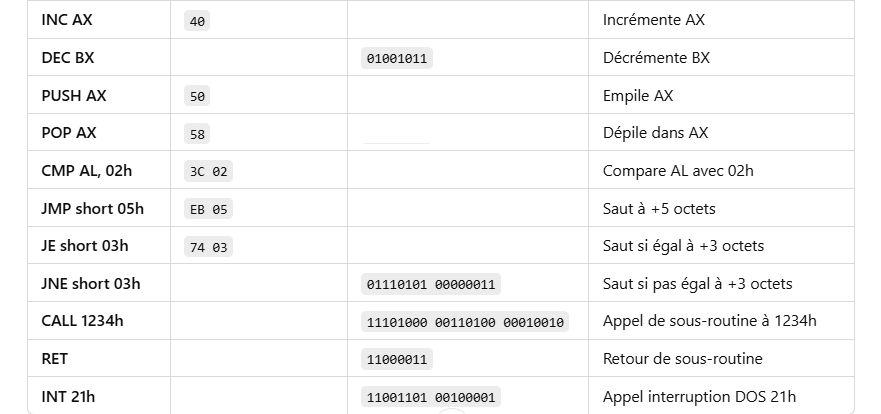 INC AX 40 Incrémente AX
DEC BX 01001011 Décrémente BX
PUSH AX 50 Empile AX
POP AX 58 Dépile dans AX
CMP AL, 02h 3C 02 Compare AL avec 02h
JMP short 05h EB 05 Saut à +5 octets
JE short 03h 74 03 Saut si égal à +3 octets
JNE short 03h 01110101 00000011 Saut si pas égal à +3 octets
CALL 1234h 11101000 00110100 00010010 Appel de sous-routine à 1234h
RET 11000011 Retour de sous-routine
INT 21h 11001101 00100001 Appel interruption DOS 21h